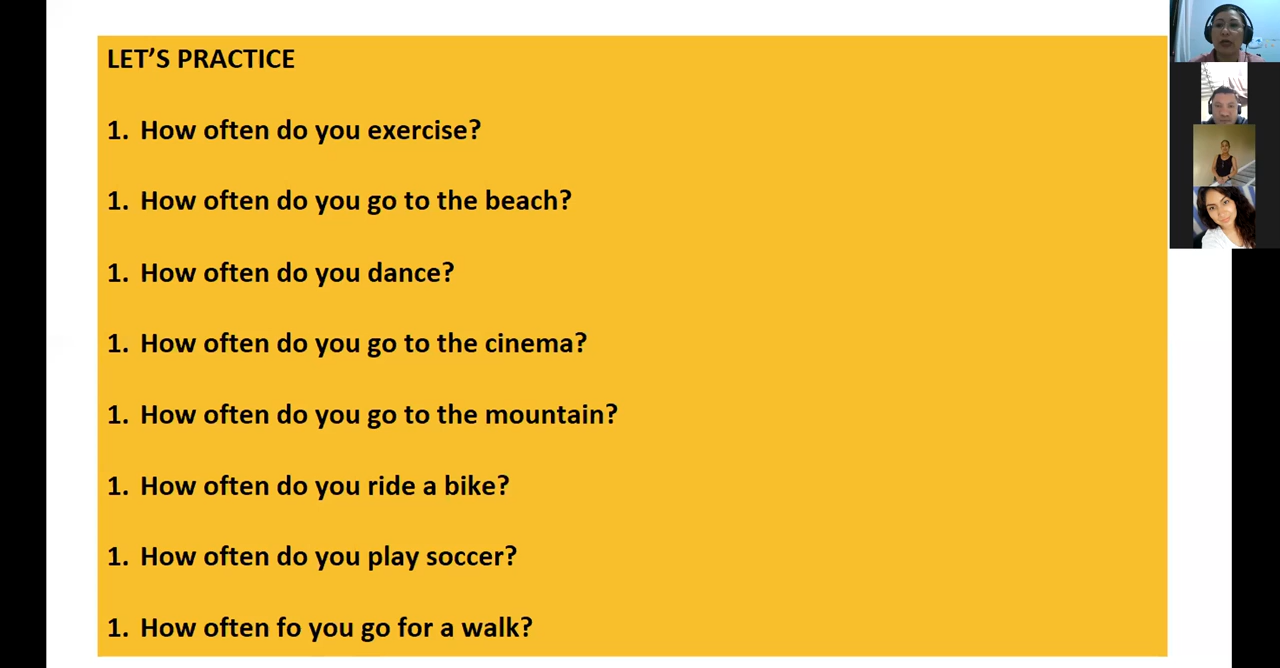 LET’S PRACTICE
1. How often do you exercise?
1. How often do you go to the beach?
1. How often do you dance?
1. How often do you go to the cinema?
1. How often do you go to the mountain?
1. How often do you ride a bike?
1. How often do you play soccer?
1. How often fo you go for a walk?